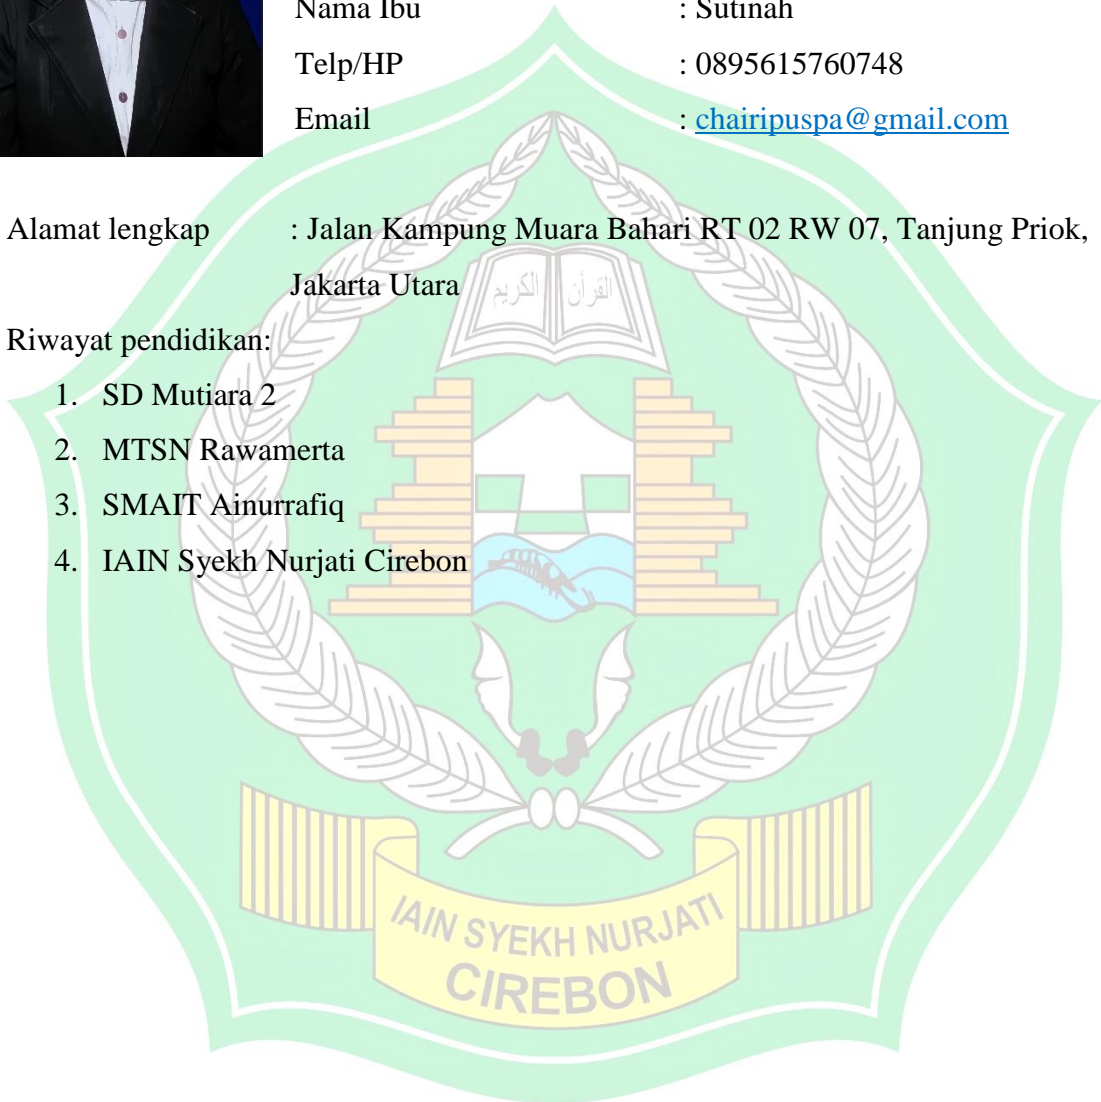 Nama Ibu : Sutinah
Telp/HP : 0895615760748
Email : chairipuspa@gmail.com
Alamat lengkap : Jalan Kampung Muara Bahari RT 02 RW 07, Tanjung Priok,
Jakarta Utara
القرآن الكريم
Riwayat pendidikan:
1. SD Mutiara 2
2. MTSN Rawamerta
3. SMAIT Ainurrafiq
4. IAIN Syekh Nurjati Cirebon
IAIN SYEKH NURJATI
CIREBON